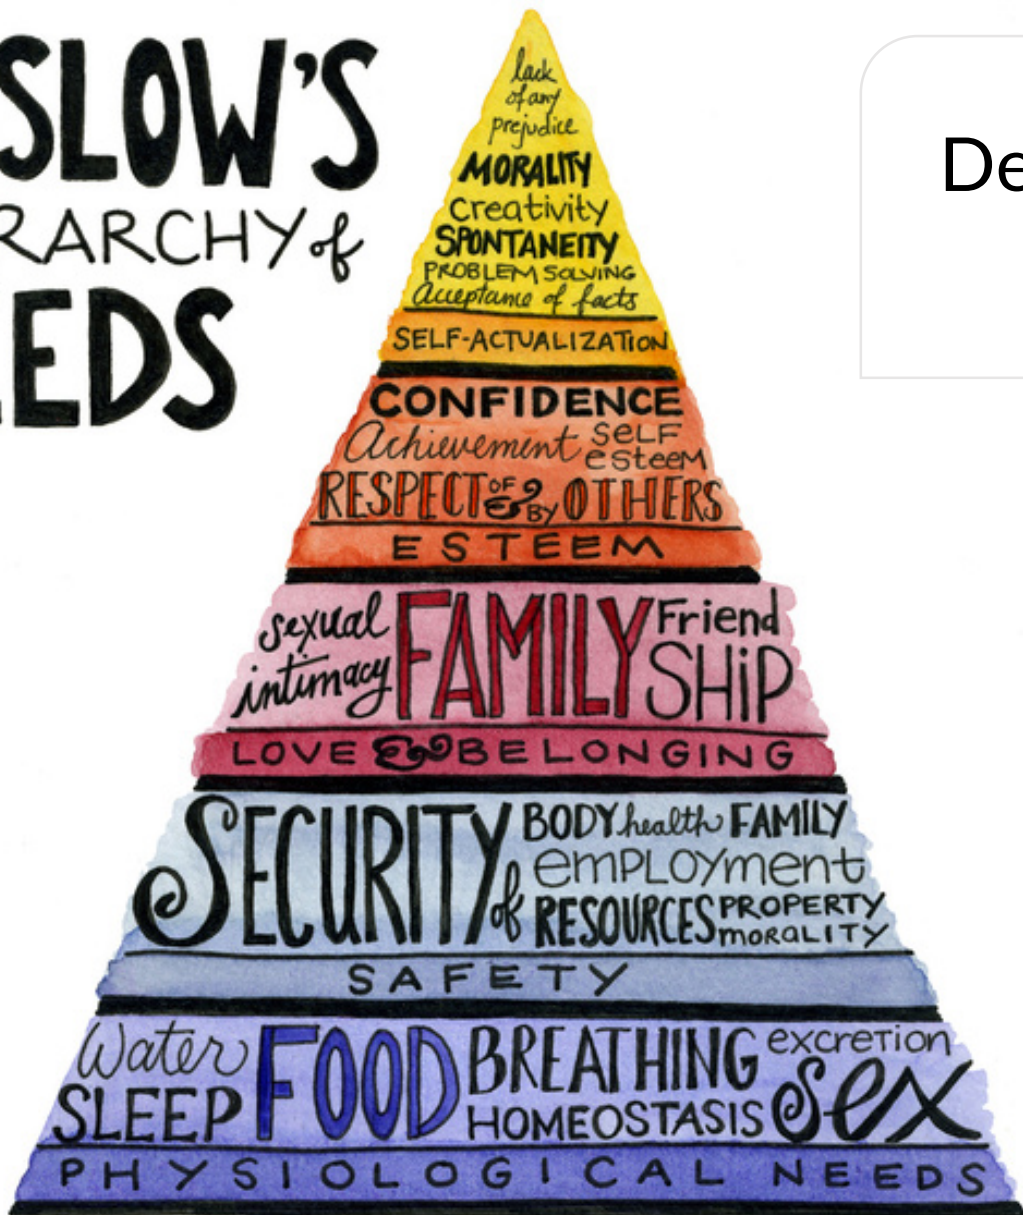 SLOW'S
RARCHY of
EDS
De
lack
of any
prejudice
MORALITY
creativity
SPONTANEITY
PROBLEM SOLVING
acceptance of facts
SELF-ACTUALIZATION
CONFIDENCE
Achievement SELF
esteem
RESPECT OF & BY OTHERS
ESTEEM
sexual FAMILY Friend
intimacy SHIP
LOVE & BELONGING
SECURITY of BODY health FAMILY
employment
RESOURCES PROPERTY
MORALITY
SAFETY
Water FOOD BREATHING excretion
SLEEP HOMEOSTASIS sex
PHYSIOLOGICAL NEEDS